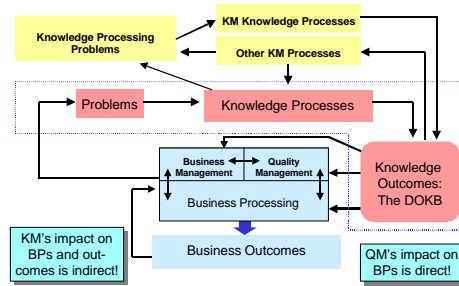 KM Knowledge Processes
Knowledge Processing
Problems
Other KM Processes
Problems
Knowledge Processes
Business
Management
Quality
Management
Knowledge
Outcomes:
The DOKB
Business Processing
KM's impact on
BPs and out-
comes is indirect!
Business Outcomes
QM's impact on
BPs is direct!